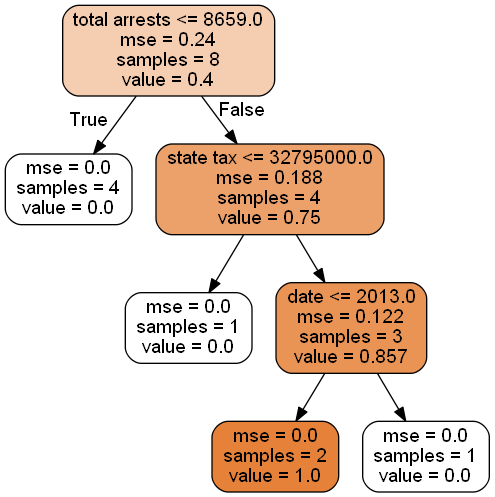 total arrests <= 8659.0
mse = 0.24
samples = 8
value = 0.4
True
False
mse = 0.0
samples = 4
value = 0.0
state tax <= 32795000.0
mse = 0.188
samples = 4
value = 0.75
mse = 0.0
samples = 1
value = 0.0
date <= 2013.0
mse = 0.122
samples = 3
value = 0.857
mse = 0.0
samples = 2
value = 1.0
mse = 0.0
samples = 1
value = 0.0